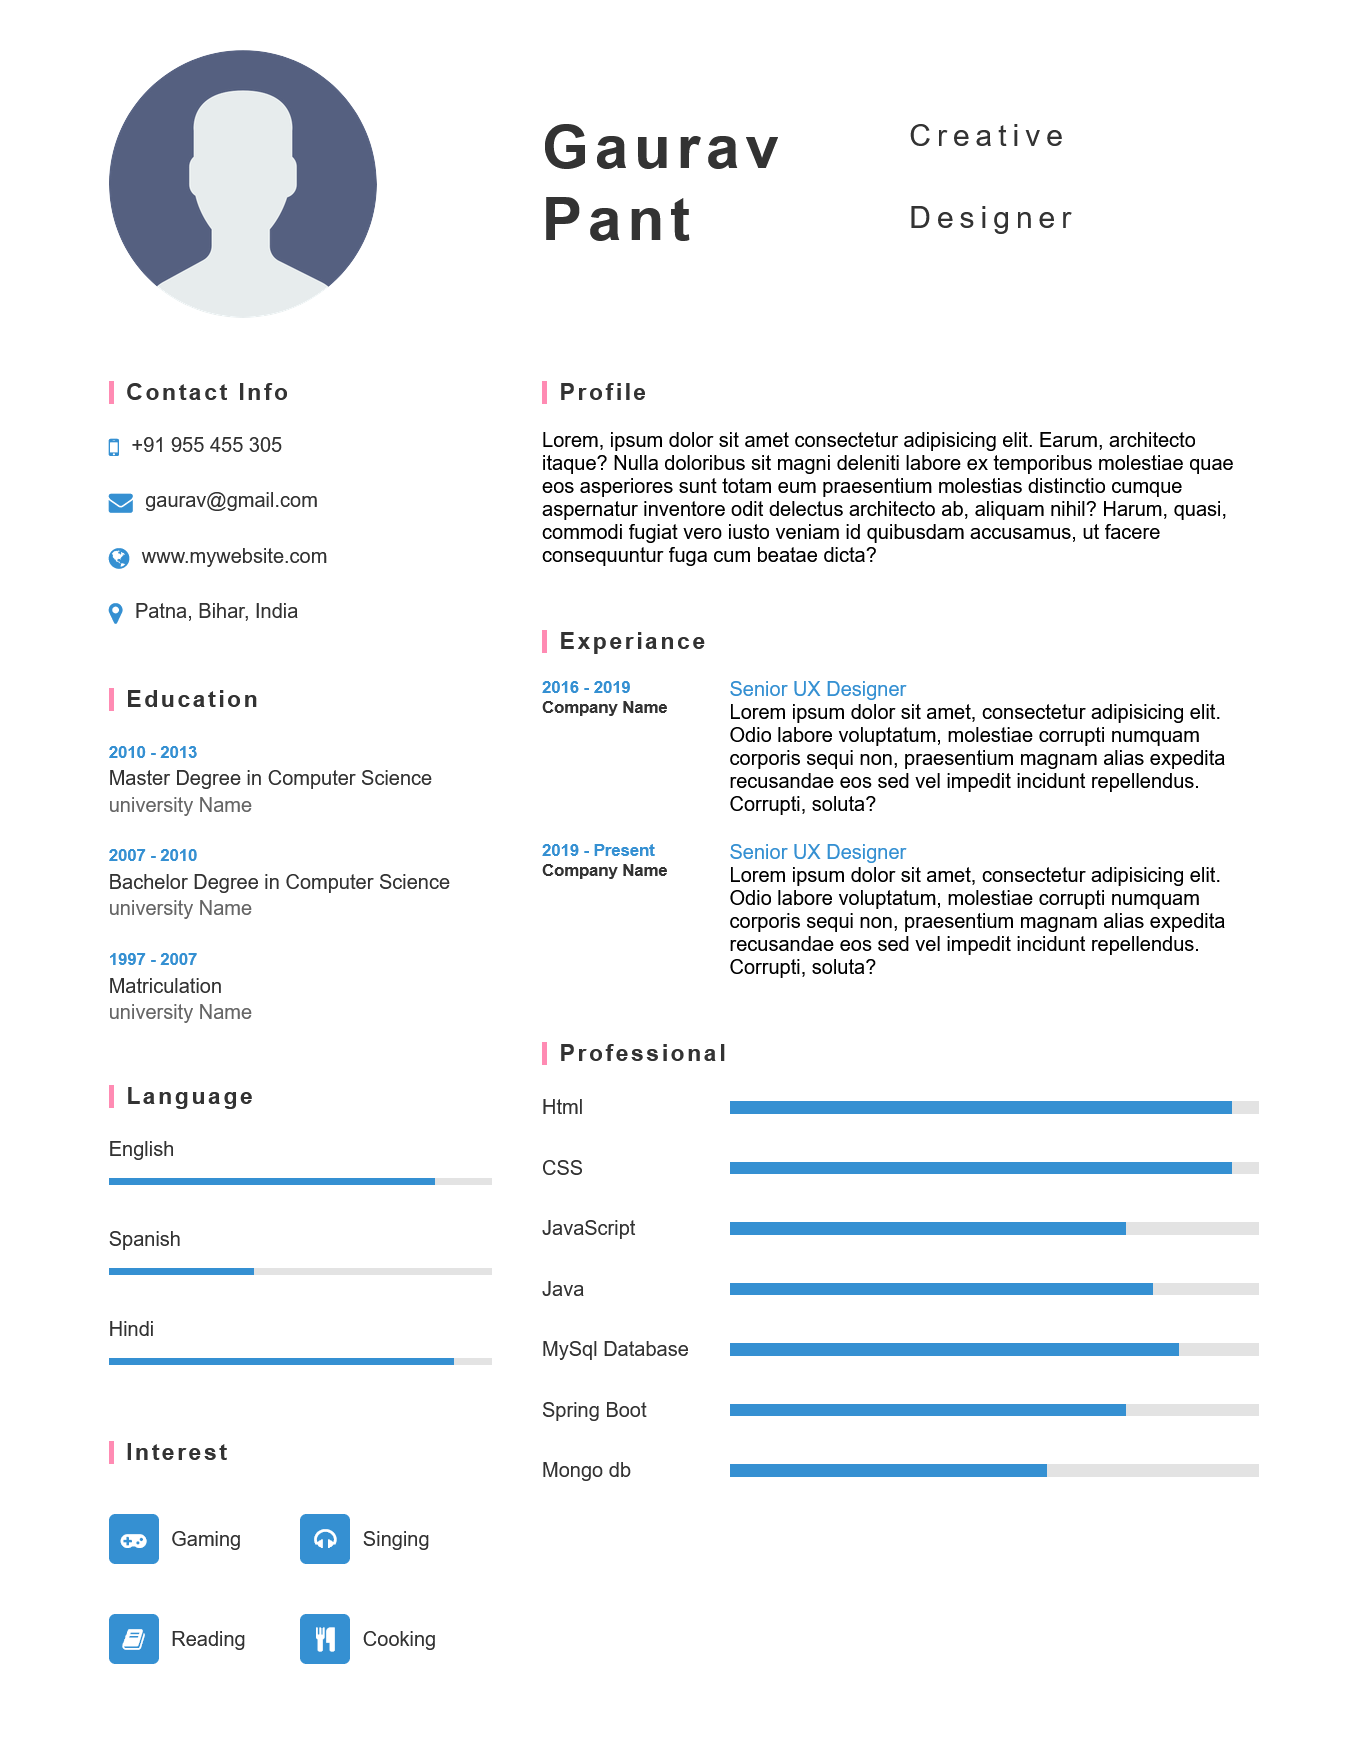 Gaurav
Pant
Creative
Designer
Contact Info
+91 955 455 305
gaurav@gmail.com
www.mywebsite.com
Patna, Bihar, India
Education
2010 - 2013
Master Degree in Computer Science
university Name
2007 - 2010
Bachelor Degree in Computer Science
university Name
1997 - 2007
Matriculation
university Name
Language
English
Spanish
Hindi
Interest
Gaming
Singing
Reading
Cooking
Profile
Lorem, ipsum dolor sit amet consectetur adipisicing elit. Earum, architecto
itaque? Nulla doloribus sit magni deleniti labore ex temporibus molestiae quae
eos asperiores sunt totam eum praesentium molestias distinctio cumque
aspernatur inventore odit delectus architecto ab, aliquam nihil? Harum, quasi,
commodi fugiat vero iusto veniam id quibusdam accusamus, ut facere
consequuntur fuga cum beatae dicta?
Experiance
2016 - 2019
Company Name
Senior UX Designer
Lorem ipsum dolor sit amet, consectetur adipisicing elit.
Odio labore voluptatum, molestiae corrupti numquam
corporis sequi non, praesentium magnam alias expedita
recusandae eos sed vel impedit incidunt repellendus.
Corrupti, soluta?
2019 - Present
Company Name
Senior UX Designer
Lorem ipsum dolor sit amet, consectetur adipisicing elit.
Odio labore voluptatum, molestiae corrupti numquam
corporis sequi non, praesentium magnam alias expedita
recusandae eos sed vel impedit incidunt repellendus.
Corrupti, soluta?
Professional
Html
CSS
JavaScript
Java
MySql Database
Spring Boot
Mongo db